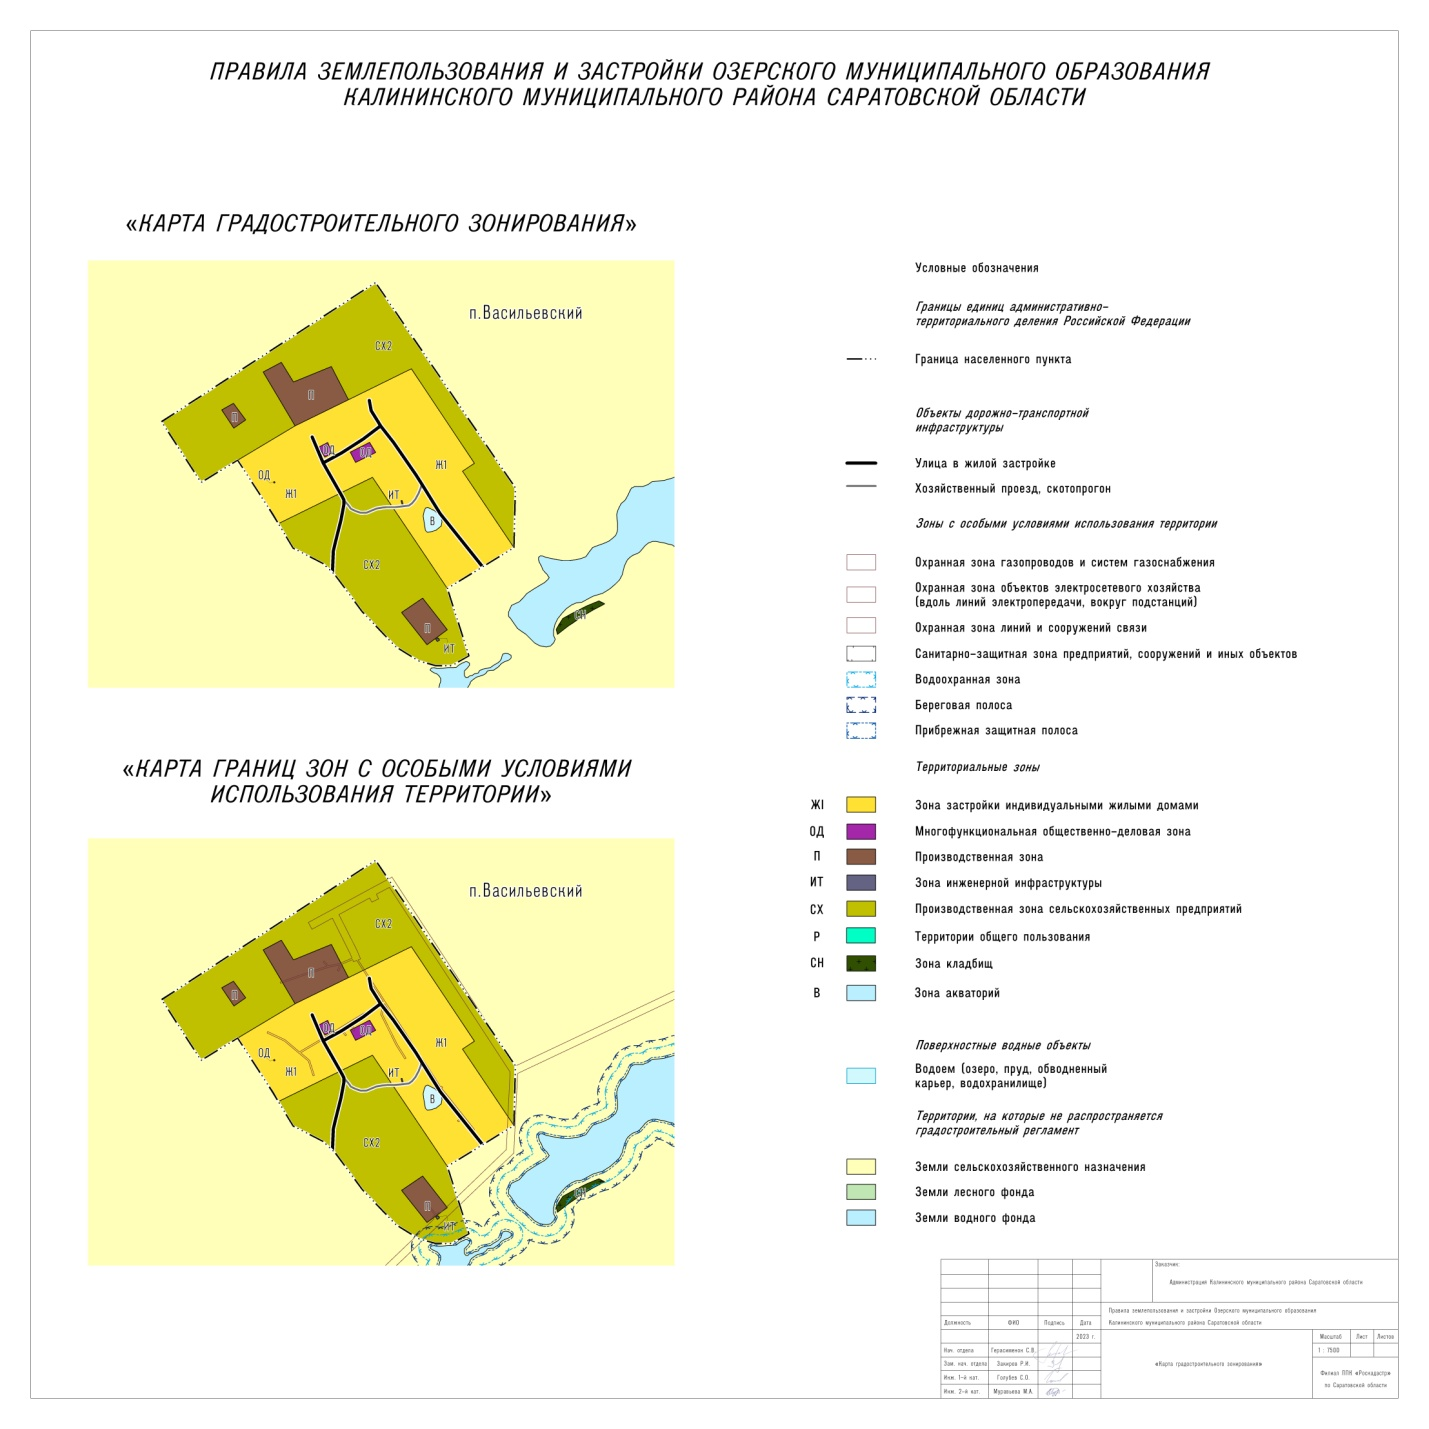 ПРАВИЛА ЗЕМЛЕПОЛЬЗОВАНИЯ И ЗАСТРОЙКИ ОЗЕРСКОГО МУНИЦИПАЛЬНОГО ОБРАЗОВАНИЯ
КАЛИНИНСКОГО МУНИЦИПАЛЬНОГО РАЙОНА САРАТОВСКОЙ ОБЛАСТИ
«КАРТА ГРАДОСТРОИТЕЛЬНОГО ЗОНИРОВАНИЯ»
п.Васильевский
СХ2
П
П
ОД
ОД
Ж1
ОД
Ж1
ИТ
В
СХ2
П
ИТ
СН
«КАРТА ГРАНИЦ ЗОН С ОСОБЫМИ УСЛОВИЯМИ
ИСПОЛЬЗОВАНИЯ ТЕРРИТОРИИ»
п.Васильевский
СХ2
П
П
ОД
ОД
Ж1
ОД
Ж1
ИТ
В
СХ2
П
ИТ
СН
Условные обозначения
Границы единиц административно-
территориального деления Российской Федерации
Граница населенного пункта
Объекты дорожно-транспортной
инфраструктуры
Улица в жилой застройке
Хозяйственный проезд, скотопрогон
Зоны с особыми условиями использования территории
Охранная зона газопроводов и систем газоснабжения
Охранная зона объектов электросетевого хозяйства
(вдоль линий электропередачи, вокруг подстанций)
Охранная зона линий и сооружений связи
Санитарно-защитная зона предприятий, сооружений и иных объектов
Водоохранная зона
Береговая полоса
Прибрежная защитная полоса
Территориальные зоны
Ж1 Зона застройки индивидуальными жилыми домами
ОД Многофункциональная общественно-деловая зона
П Производственная зона
ИТ Зона инженерной инфраструктуры
СХ Производственная зона сельскохозяйственных предприятий
Р Территории общего пользования
СН Зона кладбищ
В Зона акваторий
Поверхностные водные объекты
Водоем (озеро, пруд, обводненный
карьер, водохранилище)
Территории, на которые не распространяется
градостроительный регламент
Земли сельскохозяйственного назначения
Земли лесного фонда
Земли водного фонда
Заказчик:
Администрация Калининского муниципального района Саратовской области
Правила землепользования и застройки Озерского муниципального образования
Калининского муниципального района Саратовской области
Должность ФИО Подпись Дата
2023 г.
Масштаб Лист Листов
1 : 7500
Нач. отдела Герасименок С.В.
Зам. нач. отдела Закиров Р.И.
Инж. 1-й кат. Голубев С.О.
Инж. 2-й кат. Муравьева М.А.
«Карта градостроительного зонирования»
Филиал ППК «Роскадастр»
по Саратовской области